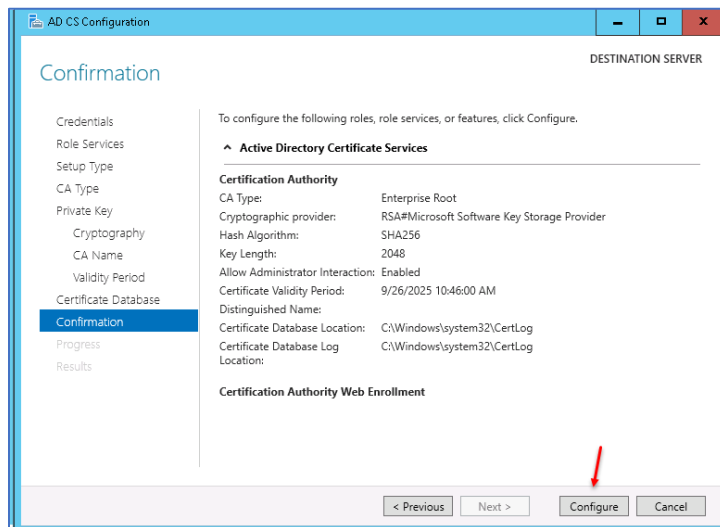 AD CS Configuration
DESTINATION SERVER
Confirmation
Credentials
Role Services
Setup Type
CA Type
Private Key
Cryptography
CA Name
Validity Period
Certificate Database
Confirmation
Progress
Results
To configure the following roles, role services, or features, click Configure.
Active Directory Certificate Services
Certification Authority
CA Type: Enterprise Root
Cryptographic provider: RSA#Microsoft Software Key Storage Provider
Hash Algorithm: SHA256
Key Length: 2048
Allow Administrator Interaction: Enabled
Certificate Validity Period: 9/26/2025 10:46:00 AM
Distinguished Name:
Certificate Database Location: C:\Windows\system32\CertLog
Certificate Database Log C:\Windows\system32\CertLog
Location:
Certification Authority Web Enrollment
< Previous Next > Configure Cancel